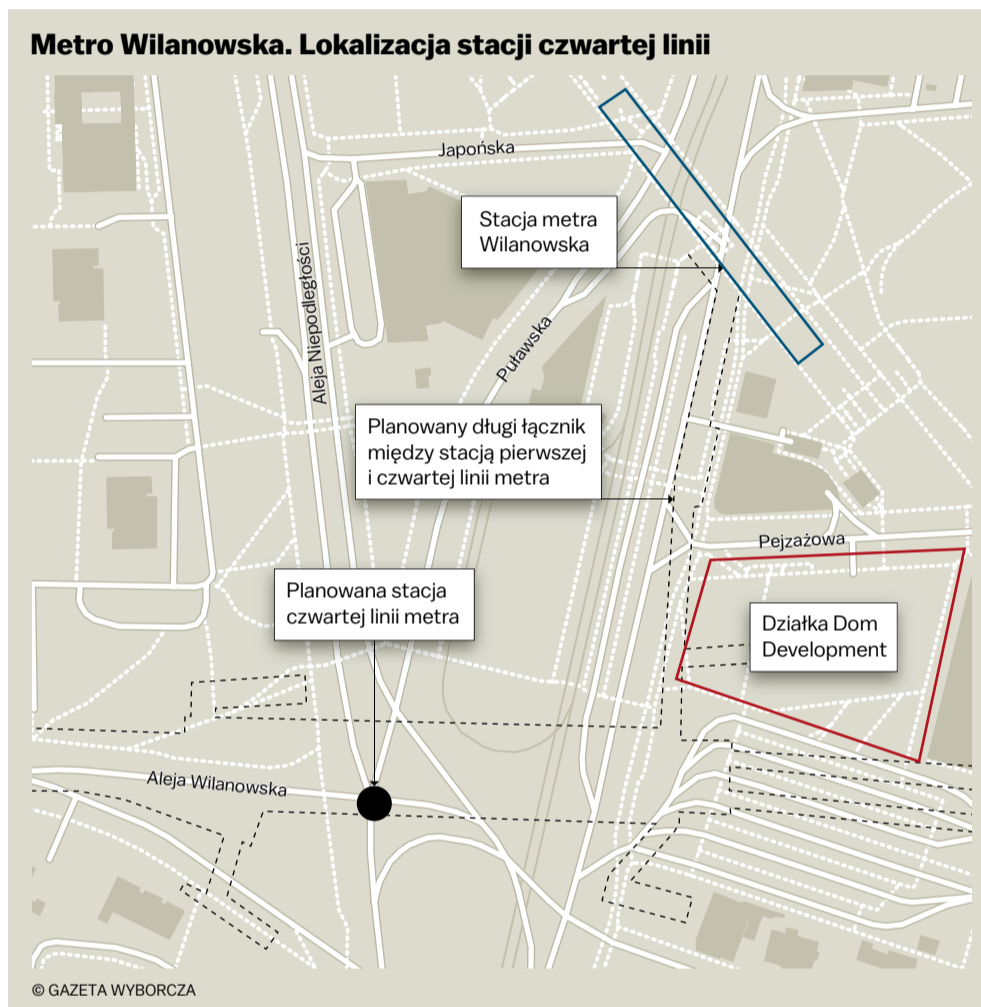 Metro Wilanowska. Lokalizacja stacji czwartej linii
Japońska
Stacja metra
Wilanowska
Aleja Niepodległości
Puławska
Planowany długi łącznik
między stacją pierwszej
i czwartej linii metra
Pejzażowa
Planowana stacja
czwartej linii metra
Działka Dom
Development
Aleja Wilanowska
© GAZETA WYBORCZA